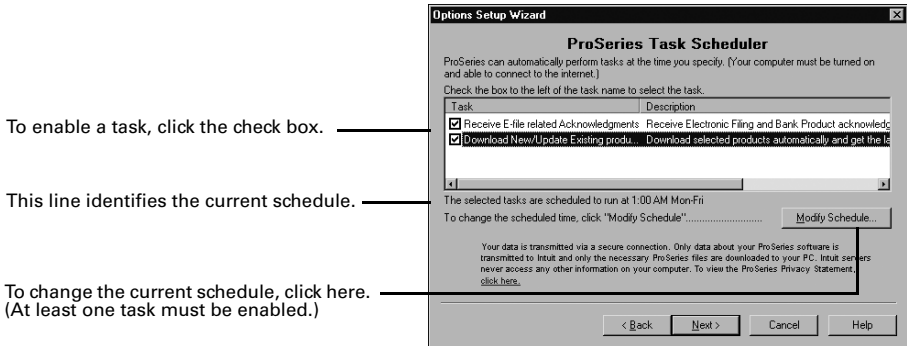 Options Setup Wizard
ProSeries Task Scheduler
ProSeries can automatically perform tasks at the time you specify. (Your computer must be turned on
and able to connect to the internet.)
Check the box to the left of the task name to select the task.
Task Description
Receive E-file related Acknowledgments Receive Electronic Filing and Bank Product acknowledg
Download New/Update Existing produ... Download selected products automatically and get the la
To enable a task, click the check box.
This line identifies the current schedule.
The selected tasks are scheduled to run at 1:00 AM Mon-Fri
To change the scheduled time, click "Modify Schedule"............................ Modify Schedule...
Your data is transmitted via a secure connection. Only data about your ProSeries software is
transmitted to Intuit and only the necessary ProSeries files are downloaded to your PC. Intuit servers
never access any other information on your computer. To view the ProSeries Privacy Statement,
click here.
To change the current schedule, click here.
(At least one task must be enabled.)
< Back Next > Cancel Help